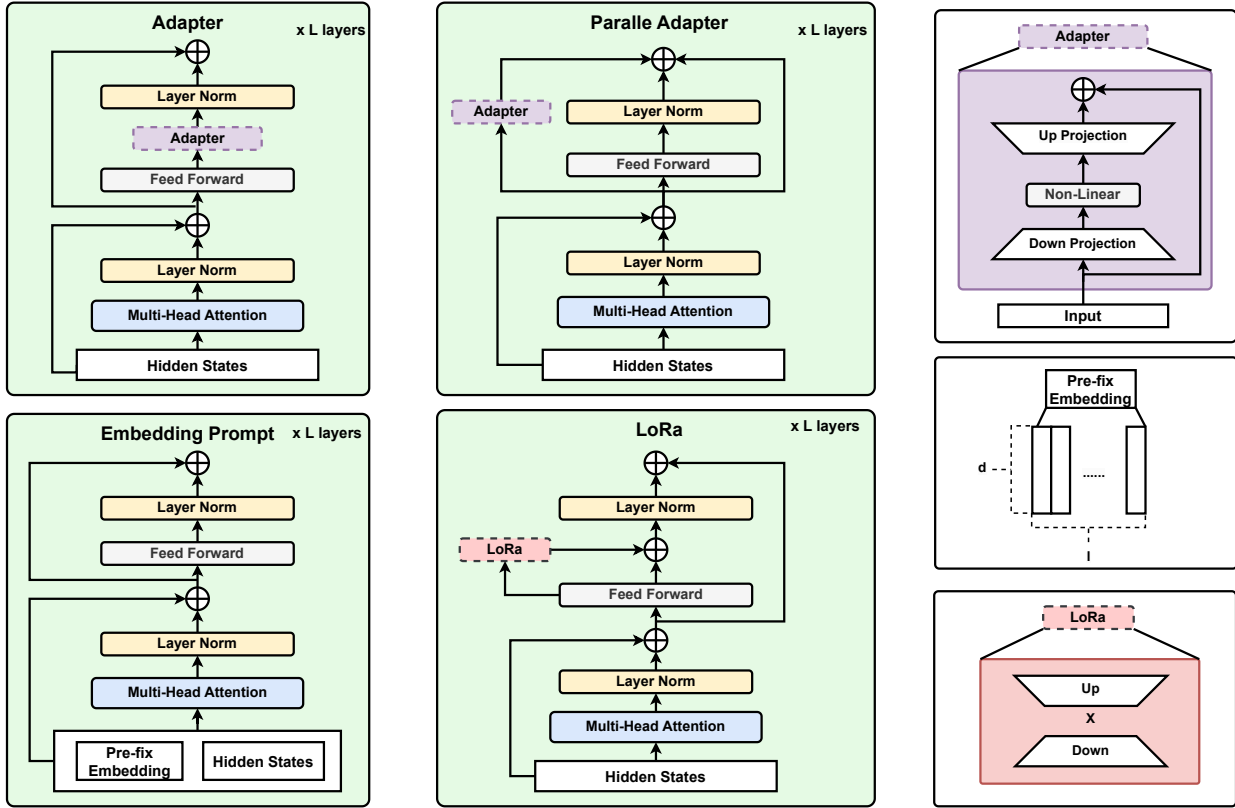 Adapter
x L layers
Layer Norm
Adapter
Feed Forward
Layer Norm
Multi-Head Attention
Hidden States
Paralle Adapter
x L layers
Adapter
Layer Norm
Feed Forward
Layer Norm
Multi-Head Attention
Hidden States
Adapter
Up Projection
Non-Linear
Down Projection
Input
Embedding Prompt
x L layers
Layer Norm
Feed Forward
Layer Norm
Multi-Head Attention
Pre-fix
Embedding
Hidden States
LoRa
x L layers
Layer Norm
LoRa
Feed Forward
Layer Norm
Multi-Head Attention
Hidden States
Pre-fix
Embedding
d
......
l
LoRa
Up
X
Down